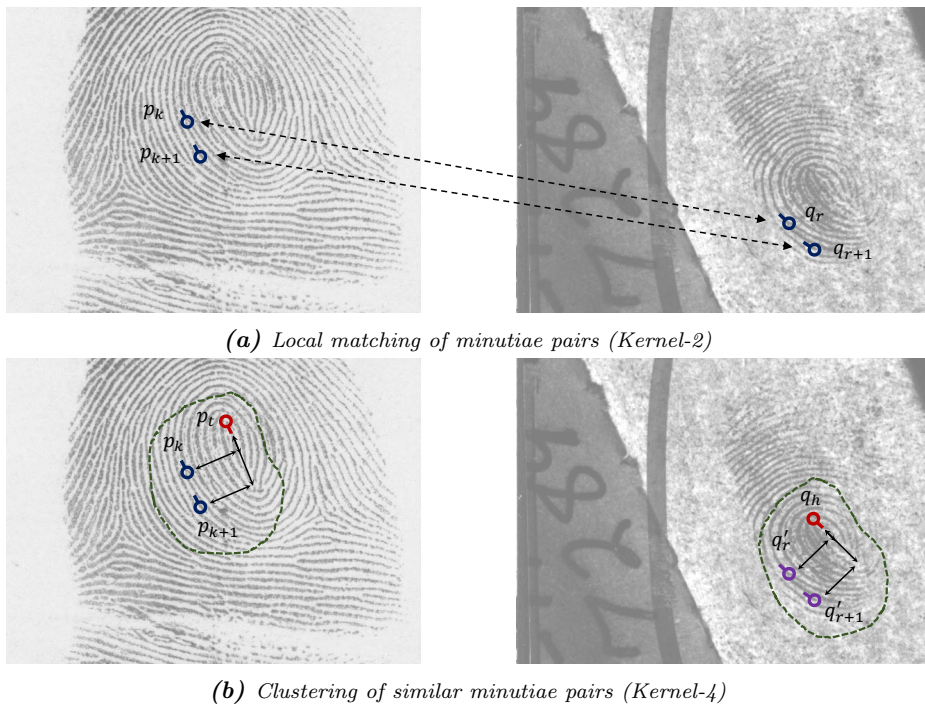 p_k
p_{k+1}
q_r
q_{r+1}
(a) Local matching of minutiae pairs (Kernel-2)
p_t
p_k
p_{k+1}
q_h
q'_r
q'_{r+1}
(b) Clustering of similar minutiae pairs (Kernel-4)